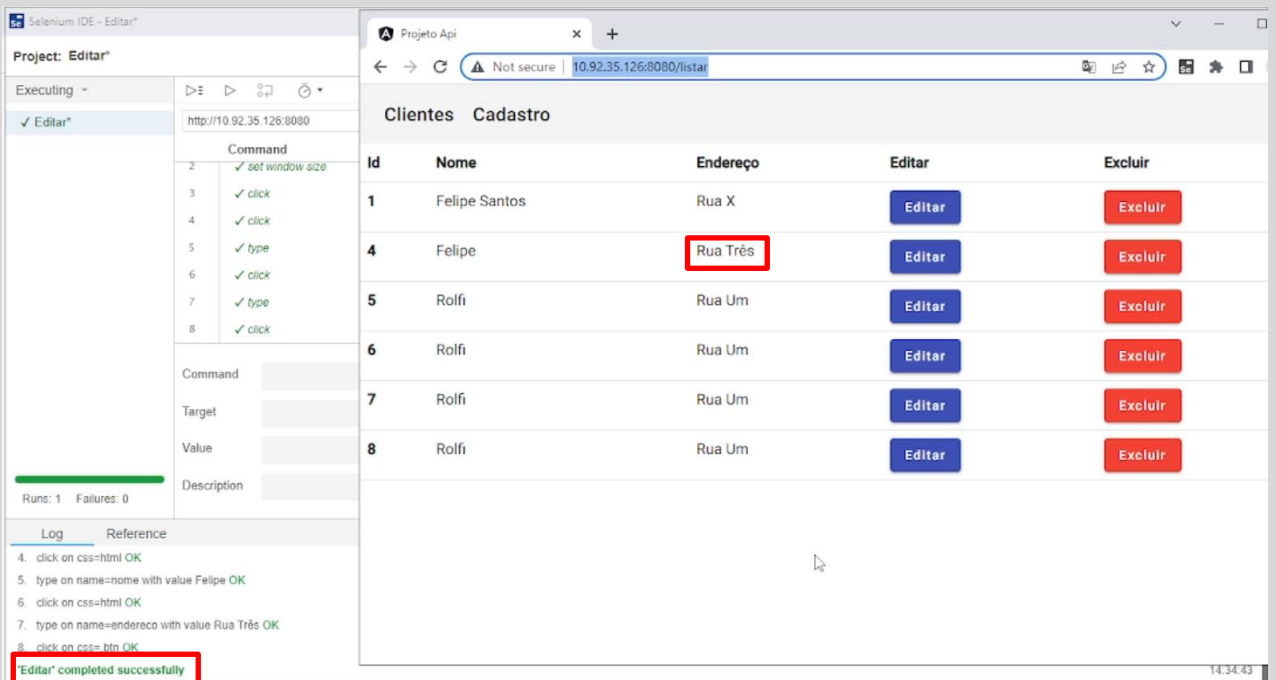 Selenium IDE - Editar*
Project: Editar*
Executing
✓ Editar*
http://10.92.35.126:8080
Command
2 ✓ set window size
3 ✓ click
4 ✓ click
5 ✓ type
6 ✓ click
7 ✓ type
8 ✓ click
Command
Target
Value
Description
Runs: 1 Failures: 0
Log Reference
4. click on css=html OK
5. type on name=nome with value Felipe OK
6. click on css=html OK
7. type on name=endereco with value Rua Três OK
8. click on css=.btn OK
'Editar' completed successfully
14:34:43
Projeto Api
Not secure | 10.92.35.126:8080/listar
Clientes Cadastro
Id Nome Endereço Editar Excluir
1 Felipe Santos Rua X Editar Excluir
4 Felipe Rua Três Editar Excluir
5 Rolfi Rua Um Editar Excluir
6 Rolfi Rua Um Editar Excluir
7 Rolfi Rua Um Editar Excluir
8 Rolfi Rua Um Editar Excluir